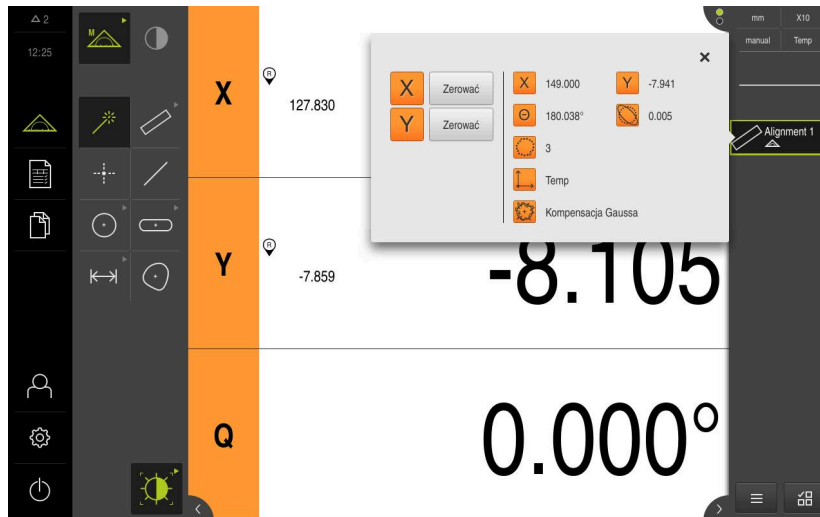 2
12:25
M
X
R
127.830
Y
R
-7.859
-8.105
Q
0.000°
X
Zerować
Y
Zerować
X
149.000
Y
-7.941
Θ
180.038°
0.005
3
Temp
Kompensacja Gaussa
mm
X10
manual
Temp
Alignment 1